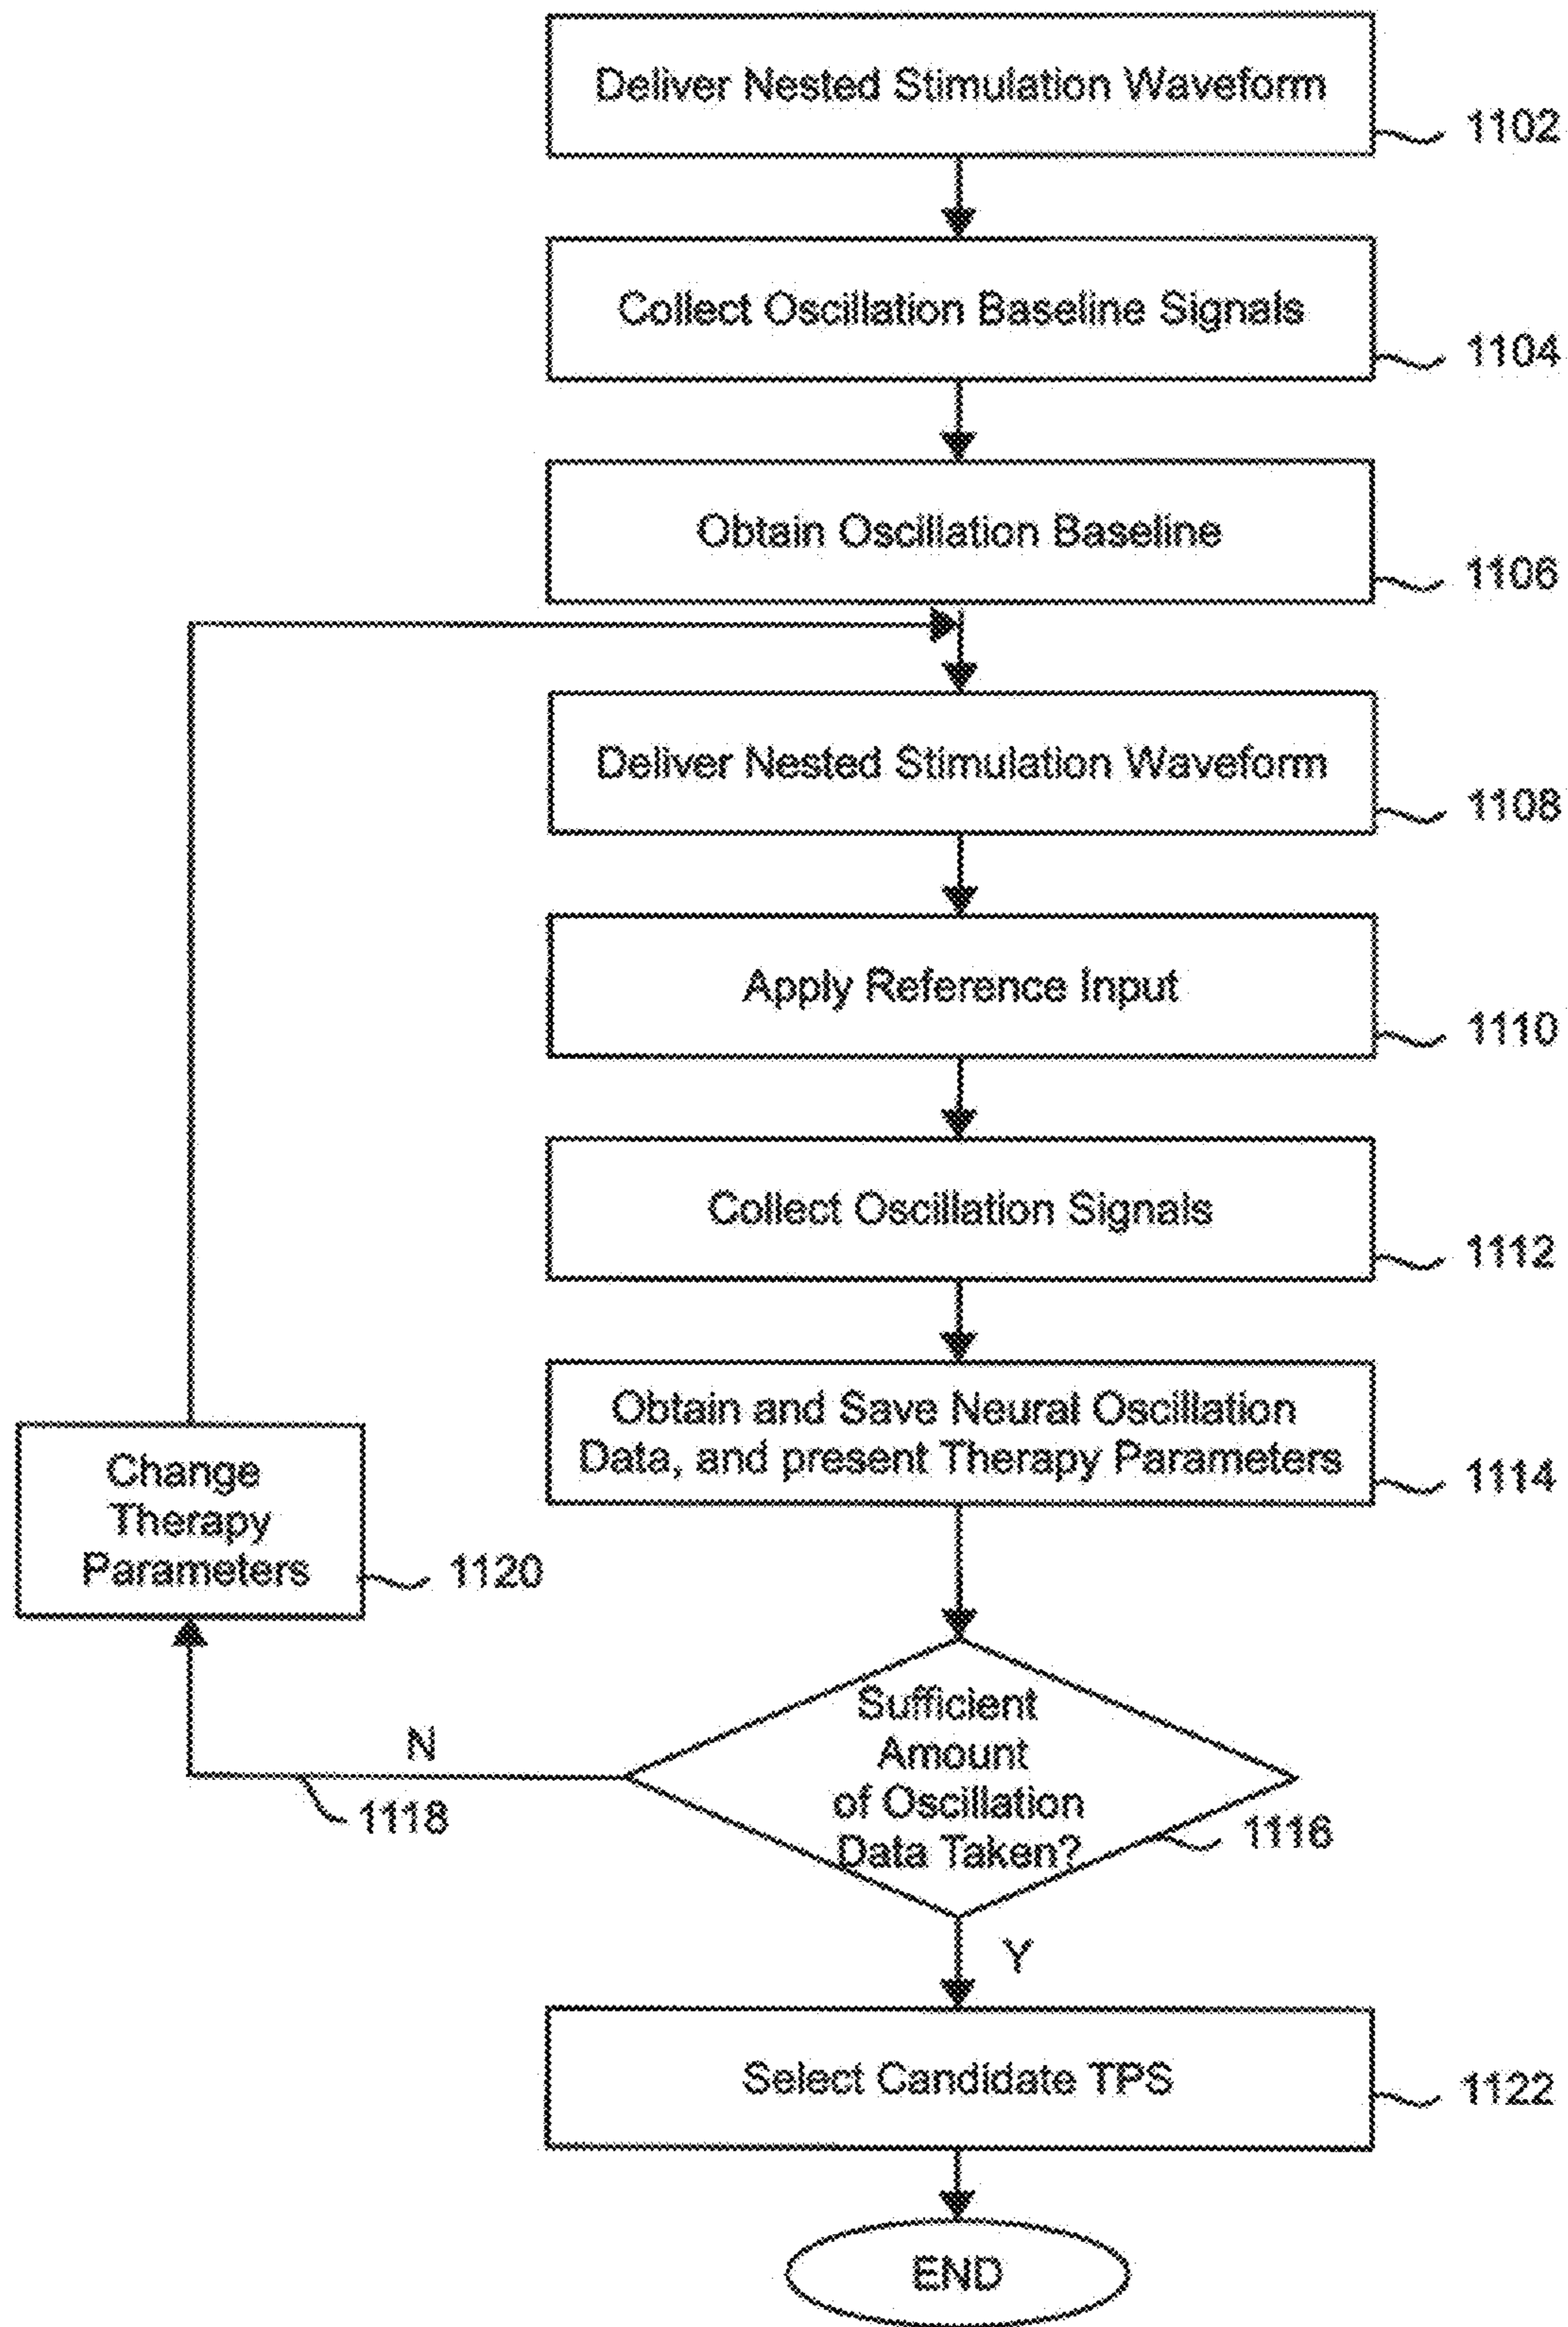 Deliver Nested Stimulation Waveform
1102
Collect Oscillation Baseline Signals
1104
Obtain Oscillation Baseline
1106
Deliver Nested Stimulation Waveform
1108
Apply Reference Input
1110
Collect Oscillation Signals
1112
Obtain and Save Neural Oscillation
Data, and present Therapy Parameters
1114
Change
Therapy
Parameters
1120
Sufficient
Amount
of Oscillation
Data Taken?
1116
N
1118
Y
Select Candidate TPS
1122
END